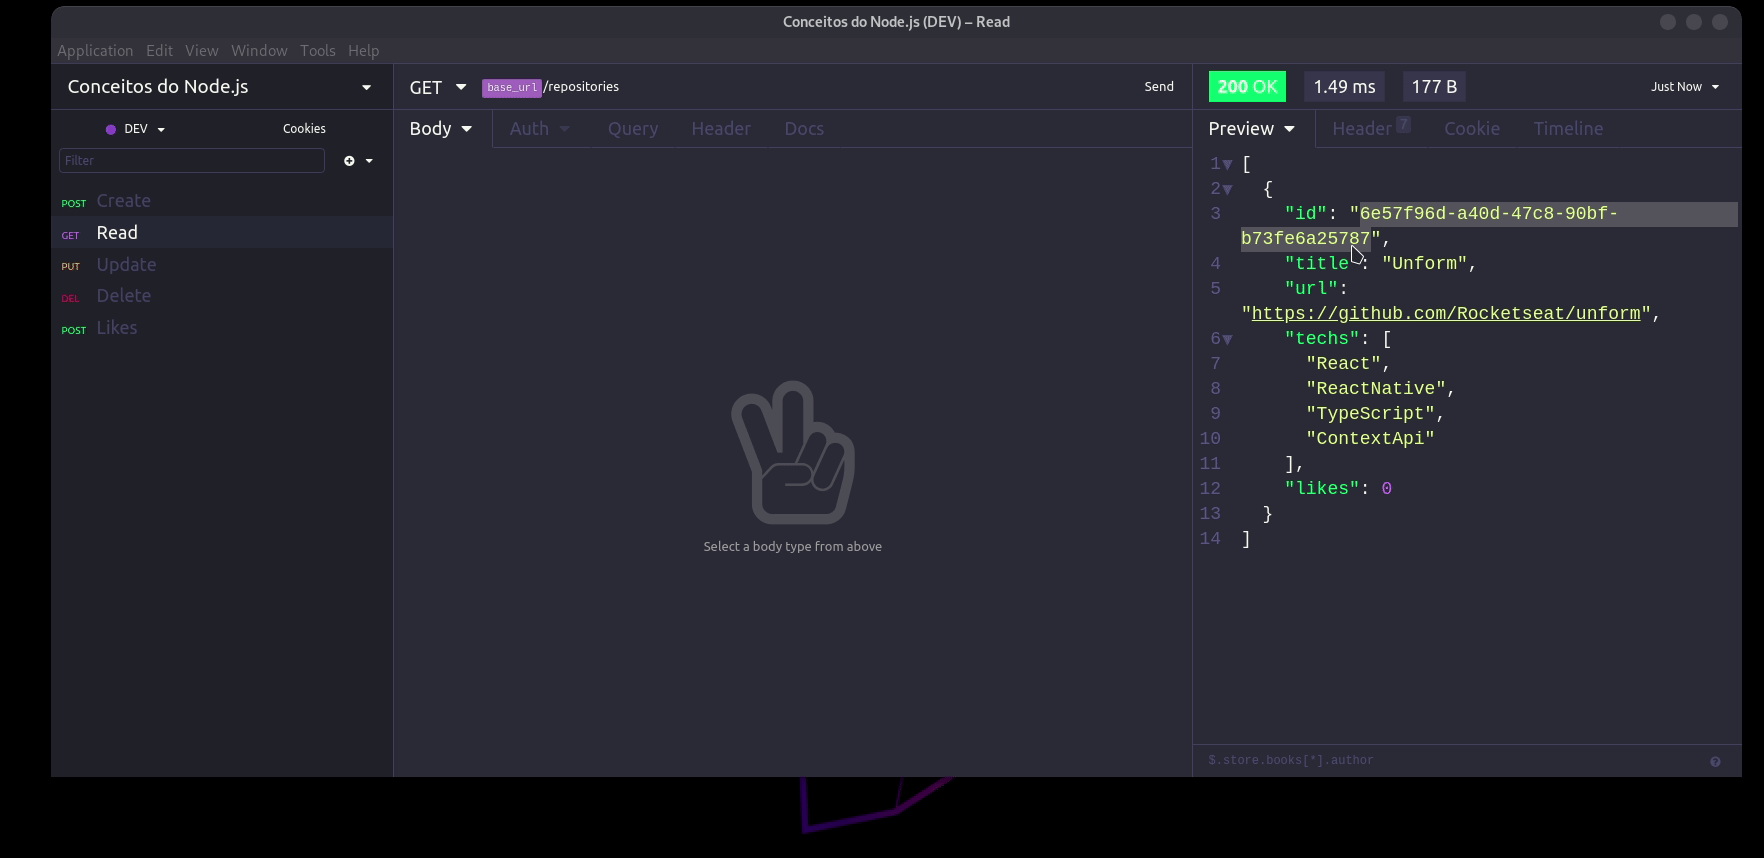 Conceitos do Node.js (DEV) – Read
Application Edit View Window Tools Help
Conceitos do Node.js
GET base_url/repositories Send
200 OK 1.49 ms 177 B Just Now
DEV Cookies
Body Auth Query Header Docs
Preview Header 7 Cookie Timeline
Filter
POST Create
GET Read
PUT Update
DEL Delete
POST Likes
Select a body type from above
1 [
2 {
3 "id": "6e57f96d-a40d-47c8-90bf-
b73fe6a25787",
4 "title": "Unform",
5 "url":
"https://github.com/Rocketseat/unform",
6 "techs": [
7 "React",
8 "ReactNative",
9 "TypeScript",
10 "ContextApi"
11 ],
12 "likes": 0
13 }
14 ]
$.store.books[*].author